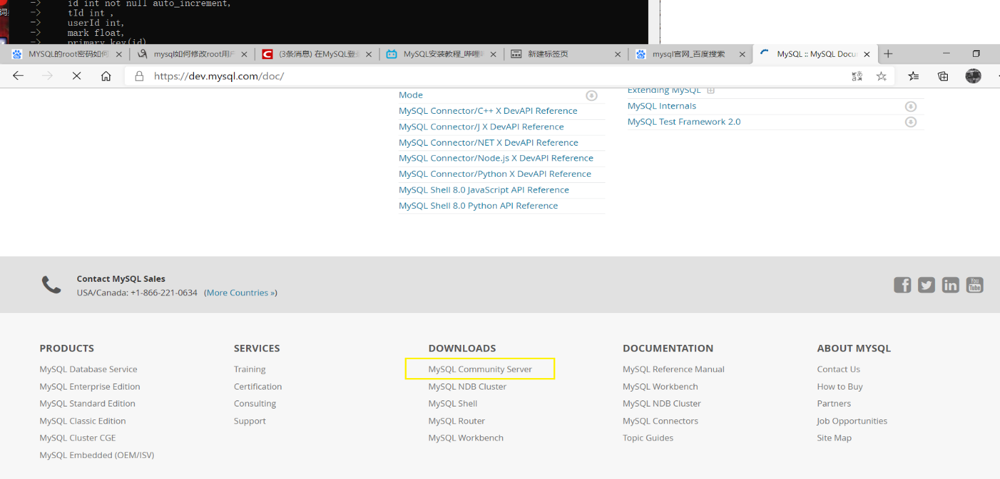 -> id int not null auto_increment,
-> tId int ,
-> userId int,
-> mark float,
-> primary key(id)
MYSQL的root密码如何
mysql如何修改root用户
(3条消息) 在MySQL登录
MySQL安装教程_哔哩哔
新建标签页
mysql官网_百度搜索
MySQL :: MySQL Docu
https://dev.mysql.com/doc/
Mode
MySQL Connector/C++ X DevAPI Reference
MySQL Connector/J X DevAPI Reference
MySQL Connector/NET X DevAPI Reference
MySQL Connector/Node.js X DevAPI Reference
MySQL Connector/Python X DevAPI Reference
MySQL Shell 8.0 JavaScript API Reference
MySQL Shell 8.0 Python API Reference
Extending MySQL
MySQL Internals
MySQL Test Framework 2.0
Contact MySQL Sales
USA/Canada: +1-866-221-0634 (More Countries »)
You Tube
PRODUCTS
MySQL Database Service
MySQL Enterprise Edition
MySQL Standard Edition
MySQL Classic Edition
MySQL Cluster CGE
MySQL Embedded (OEM/ISV)
SERVICES
Training
Certification
Consulting
Support
DOWNLOADS
MySQL Community Server
MySQL NDB Cluster
MySQL Shell
MySQL Router
MySQL Workbench
DOCUMENTATION
MySQL Reference Manual
MySQL Workbench
MySQL NDB Cluster
MySQL Connectors
Topic Guides
ABOUT MYSQL
Contact Us
How to Buy
Partners
Job Opportunities
Site Map